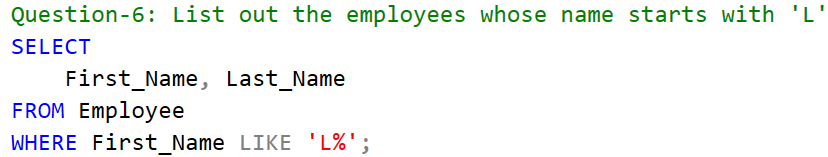 Question-6: List out the employees whose name starts with 'L'
SELECT
First_Name, Last_Name
FROM Employee
WHERE First_Name LIKE 'L%';